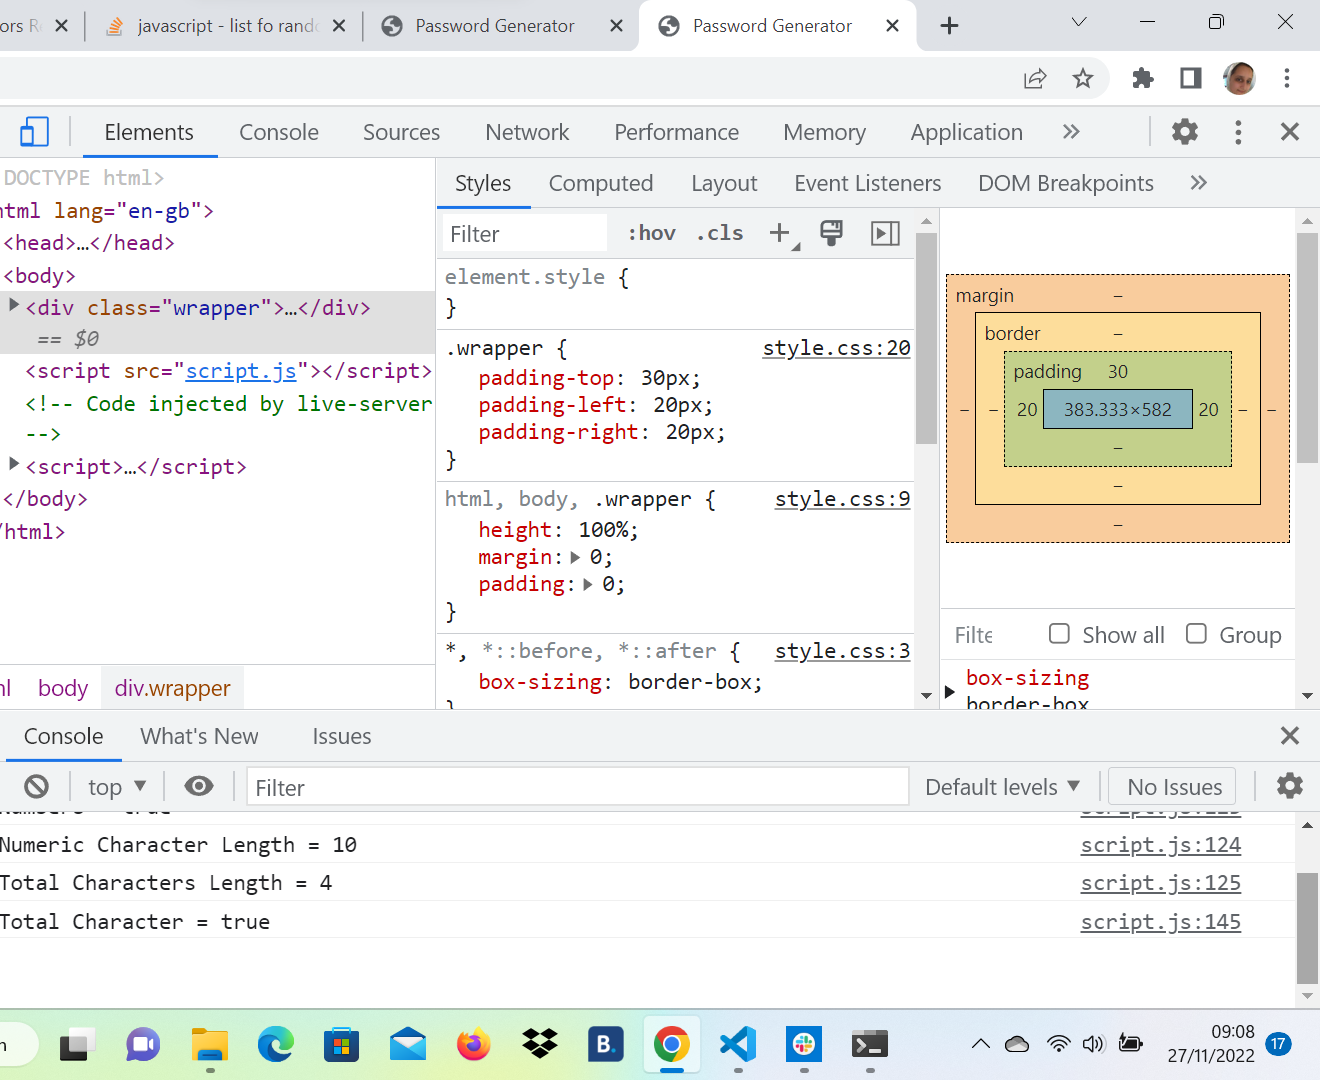 ors R
javascript - list fo rando
Password Generator
Password Generator
Elements Console Sources Network Performance Memory Application
DOCTYPE html>
html lang="en-gb">
<head>…</head>
<body>
<div class="wrapper">…</div>
== $0
<script src="script.js"></script>
<!-- Code injected by live-server
-->
<script>…</script>
</body>
/html>
body div.wrapper
Styles Computed Layout Event Listeners DOM Breakpoints
Filter :hov .cls
element.style {
}
.wrapper { style.css:20
padding-top: 30px;
padding-left: 20px;
padding-right: 20px;
}
html, body, .wrapper { style.css:9
height: 100%;
margin: 0;
padding: 0;
}
*, *::before, *::after { style.css:3
box-sizing: border-box;
}
margin –
border –
padding 30
– – 20 383.333×582 20 – –
–
–
–
Filte Show all Group
box-sizing
border-box
Console What's New Issues
top Filter Default levels No Issues
Numbers = true script.js:123
Numeric Character Length = 10 script.js:124
Total Characters Length = 4 script.js:125
Total Character = true script.js:145
B.
09:08
27/11/2022
17